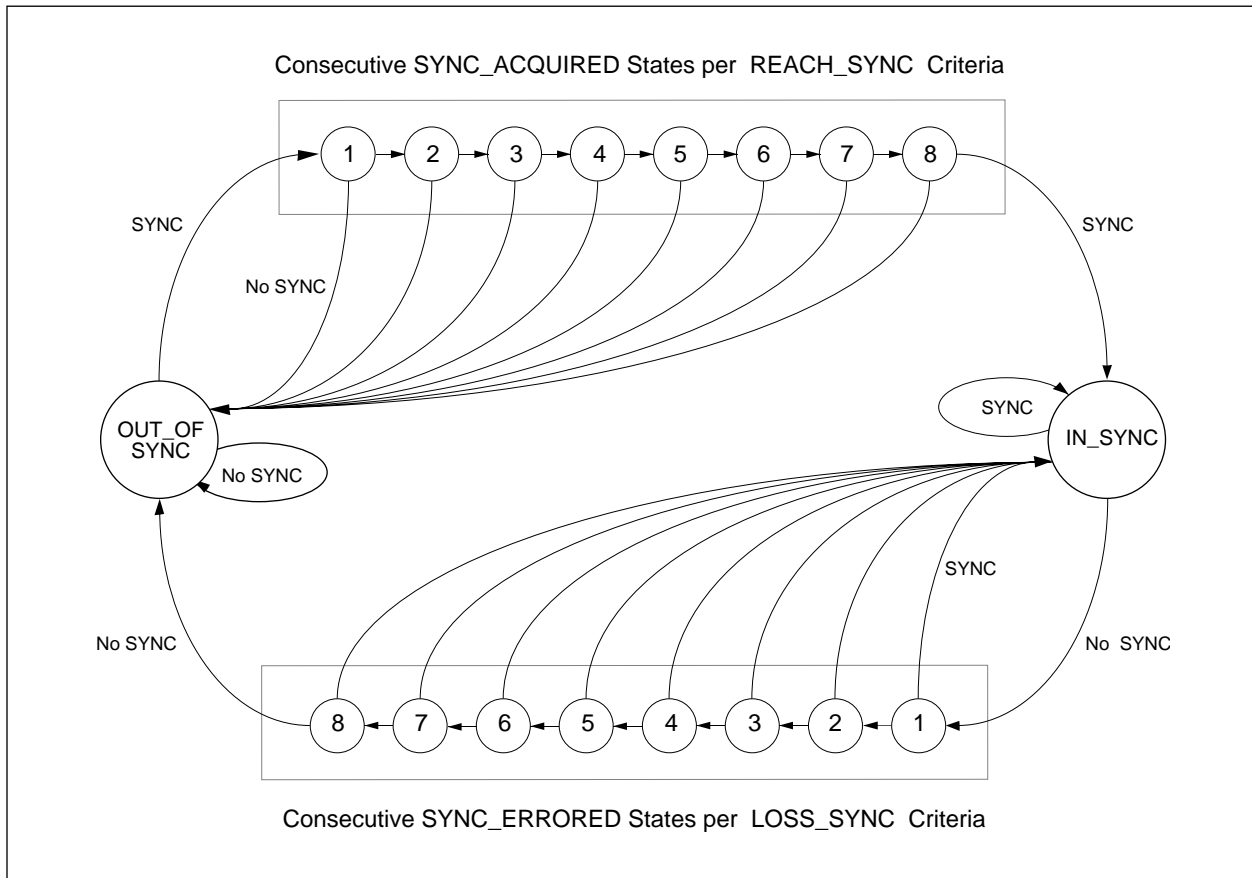 Consecutive SYNC_ACQUIRED States per REACH_SYNC Criteria
1 2 3 4 5 6 7 8
SYNC
SYNC
No SYNC
SYNC
OUT_OF
SYNC
IN_SYNC
No SYNC
SYNC
No SYNC
No SYNC
8 7 6 5 4 3 2 1
Consecutive SYNC_ERRORED States per LOSS_SYNC Criteria